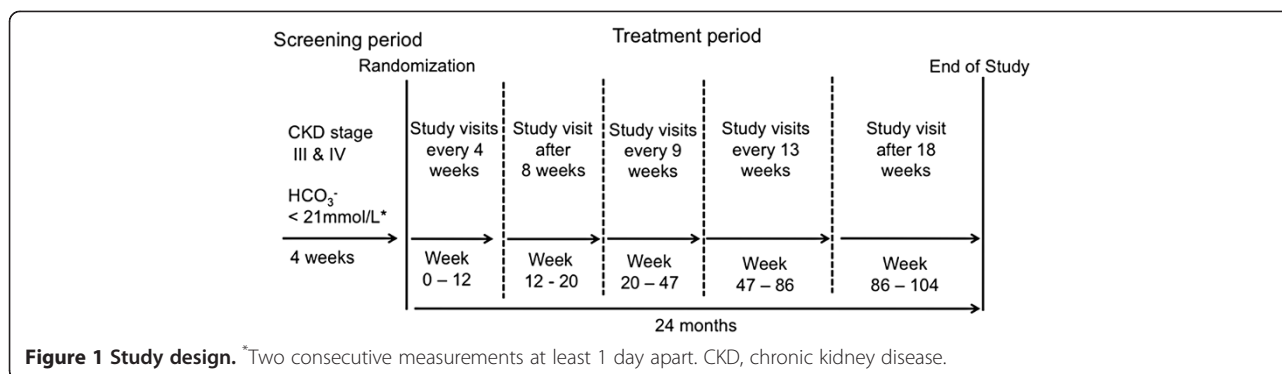 Screening period
Treatment period
Randomization
End of Study
CKD stage
III & IV
HCO₃⁻
< 21mmol/L*
4 weeks
Study visits
every 4
weeks
Study visit
after
8 weeks
Study visits
every 9
weeks
Study visits
every 13
weeks
Study visit
after 18
weeks
Week
0 – 12
Week
12 - 20
Week
20 – 47
Week
47 – 86
Week
86 – 104
24 months
Figure 1 Study design. *Two consecutive measurements at least 1 day apart. CKD, chronic kidney disease.